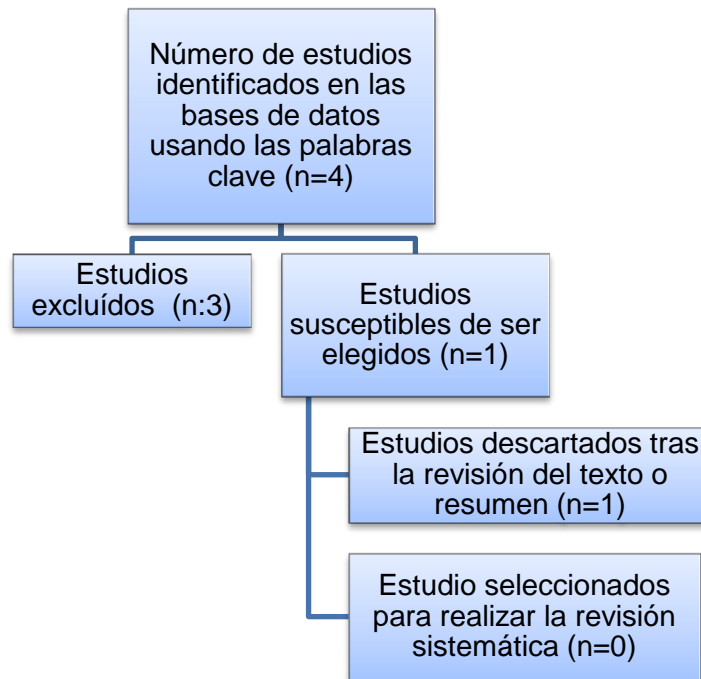 Número de estudios
identificados en las
bases de datos
usando las palabras
clave (n=4)
Estudios
excluídos (n:3)
Estudios
susceptibles de ser
elegidos (n=1)
Estudios descartados tras
la revisión del texto o
resumen (n=1)
Estudio seleccionados
para realizar la revisión
sistemática (n=0)